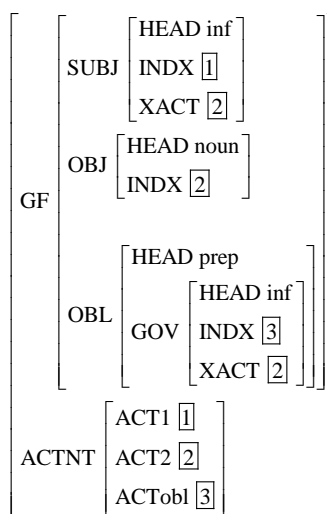 HEAD inf
SUBJ INDX 1
XACT 2
HEAD noun
OBJ INDX 2
GF
HEAD prep
HEAD inf
OBL GOV INDX 3
XACT 2
ACT1 1
ACTNT ACT2 2
ACTobl 3